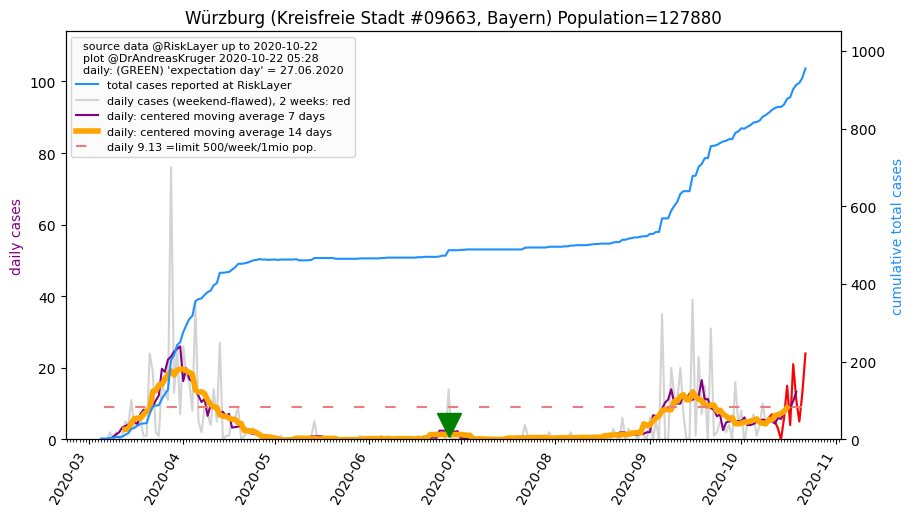 Würzburg (Kreisfreie Stadt #09663, Bayern) Population=127880
source data @RiskLayer up to 2020-10-22
plot @DrAndreasKruger 2020-10-22 05:28
daily: (GREEN) 'expectation day' = 27.06.2020
total cases reported at RiskLayer
daily cases (weekend-flawed), 2 weeks: red
daily: centered moving average 7 days
daily: centered moving average 14 days
daily 9.13 =limit 500/week/1mio pop.
daily cases
100
80
60
40
20
0
cumulative total cases
1000
800
600
400
200
0
2020-03
2020-04
2020-05
2020-06
2020-07
2020-08
2020-09
2020-10
2020-11